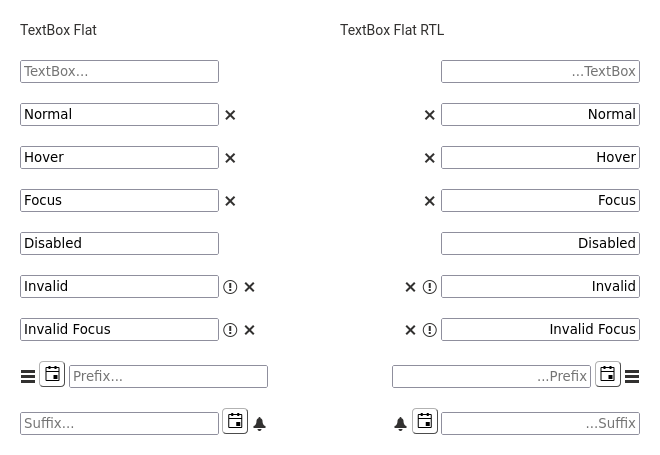 TextBox Flat
TextBox Flat RTL
TextBox...
...TextBox
Normal
Normal
Hover
Hover
Focus
Focus
Disabled
Disabled
Invalid
Invalid
Invalid Focus
Invalid Focus
Prefix...
...Prefix
Suffix...
...Suffix